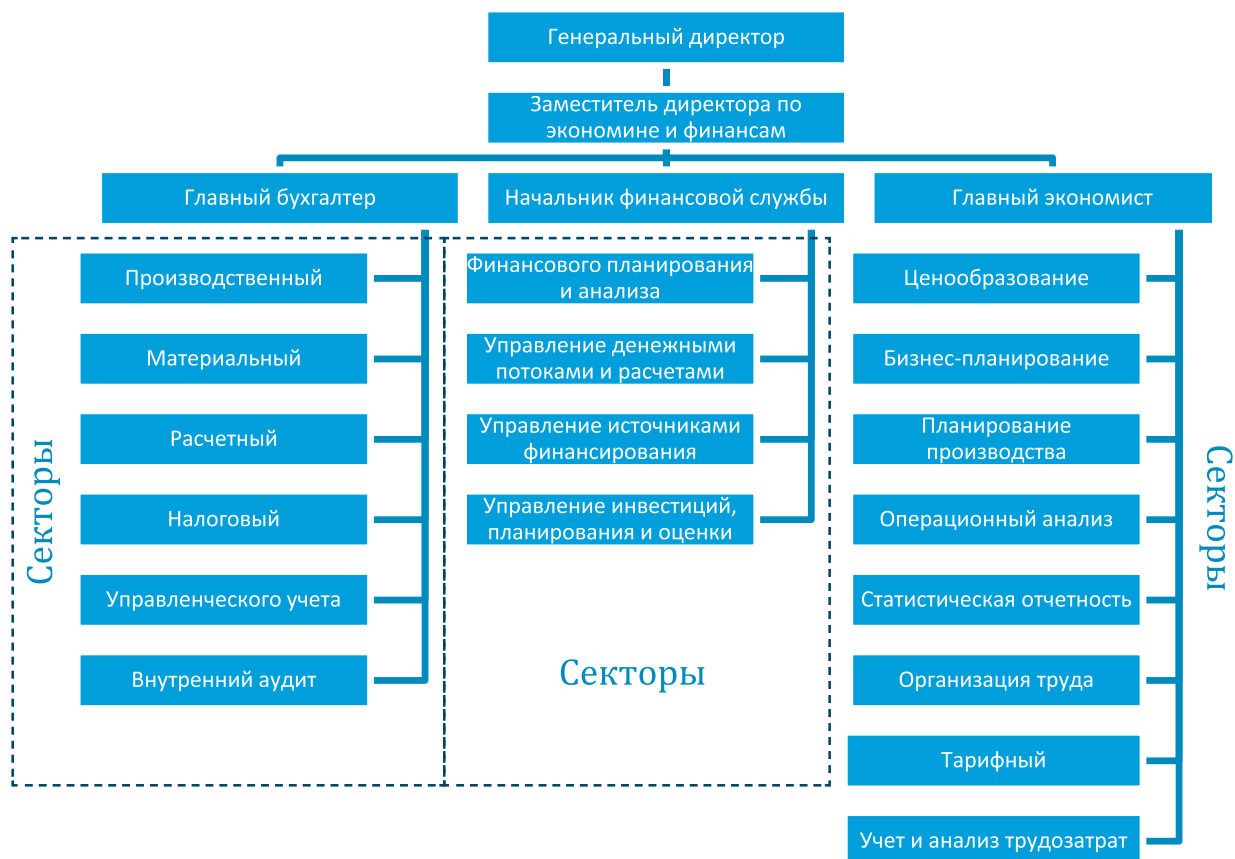 Генеральный директор
Заместитель директора по
экономине и финансам
Главный бухгалтер
Начальник финансовой службы
Главный экономист
Производственный
Материальный
Расчетный
Налоговый
Управленческого учета
Внутренний аудит
Секторы
Финансового планирования
и анализа
Управление денежными
потоками и расчетами
Управление источниками
финансирования
Управление инвестиций,
планирования и оценки
Секторы
Ценообразование
Бизнес-планирование
Планирование
производства
Операционный анализ
Статистическая отчетность
Организация труда
Тарифный
Учет и анализ трудозатрат
Секторы